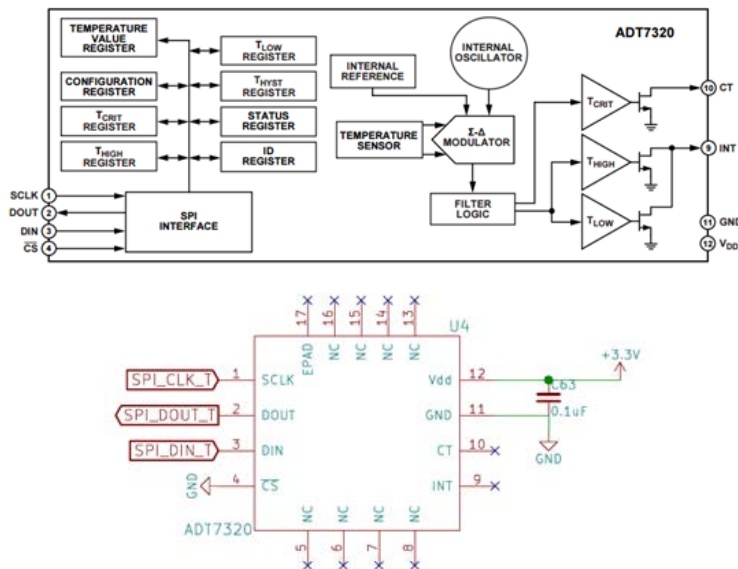 ADT7320
TEMPERATURE
VALUE
REGISTER
TLOW
REGISTER
CONFIGURATION
REGISTER
THYST
REGISTER
TCRIT
REGISTER
STATUS
REGISTER
THIGH
REGISTER
ID
REGISTER
INTERNAL
REFERENCE
INTERNAL
OSCILLATOR
TEMPERATURE
SENSOR
Σ-Δ
MODULATOR
FILTER
LOGIC
TCRIT
THIGH
TLOW
10 CT
9 INT
11 GND
12 VDD
SCLK 1
DOUT 2
DIN 3
CS 4
SPI
INTERFACE
17 16 15 14 13
EPAD NC NC NC NC
U4
SPI_CLK_T 1 SCLK
SPI_DOUT_T 2 DOUT
SPI_DIN_T 3 DIN
GND 4 CS
Vdd 12
GND 11
CT 10
INT 9
+3.3V
C63
0.1uF
GND
NC NC NC NC
5 6 7 8
ADT7320